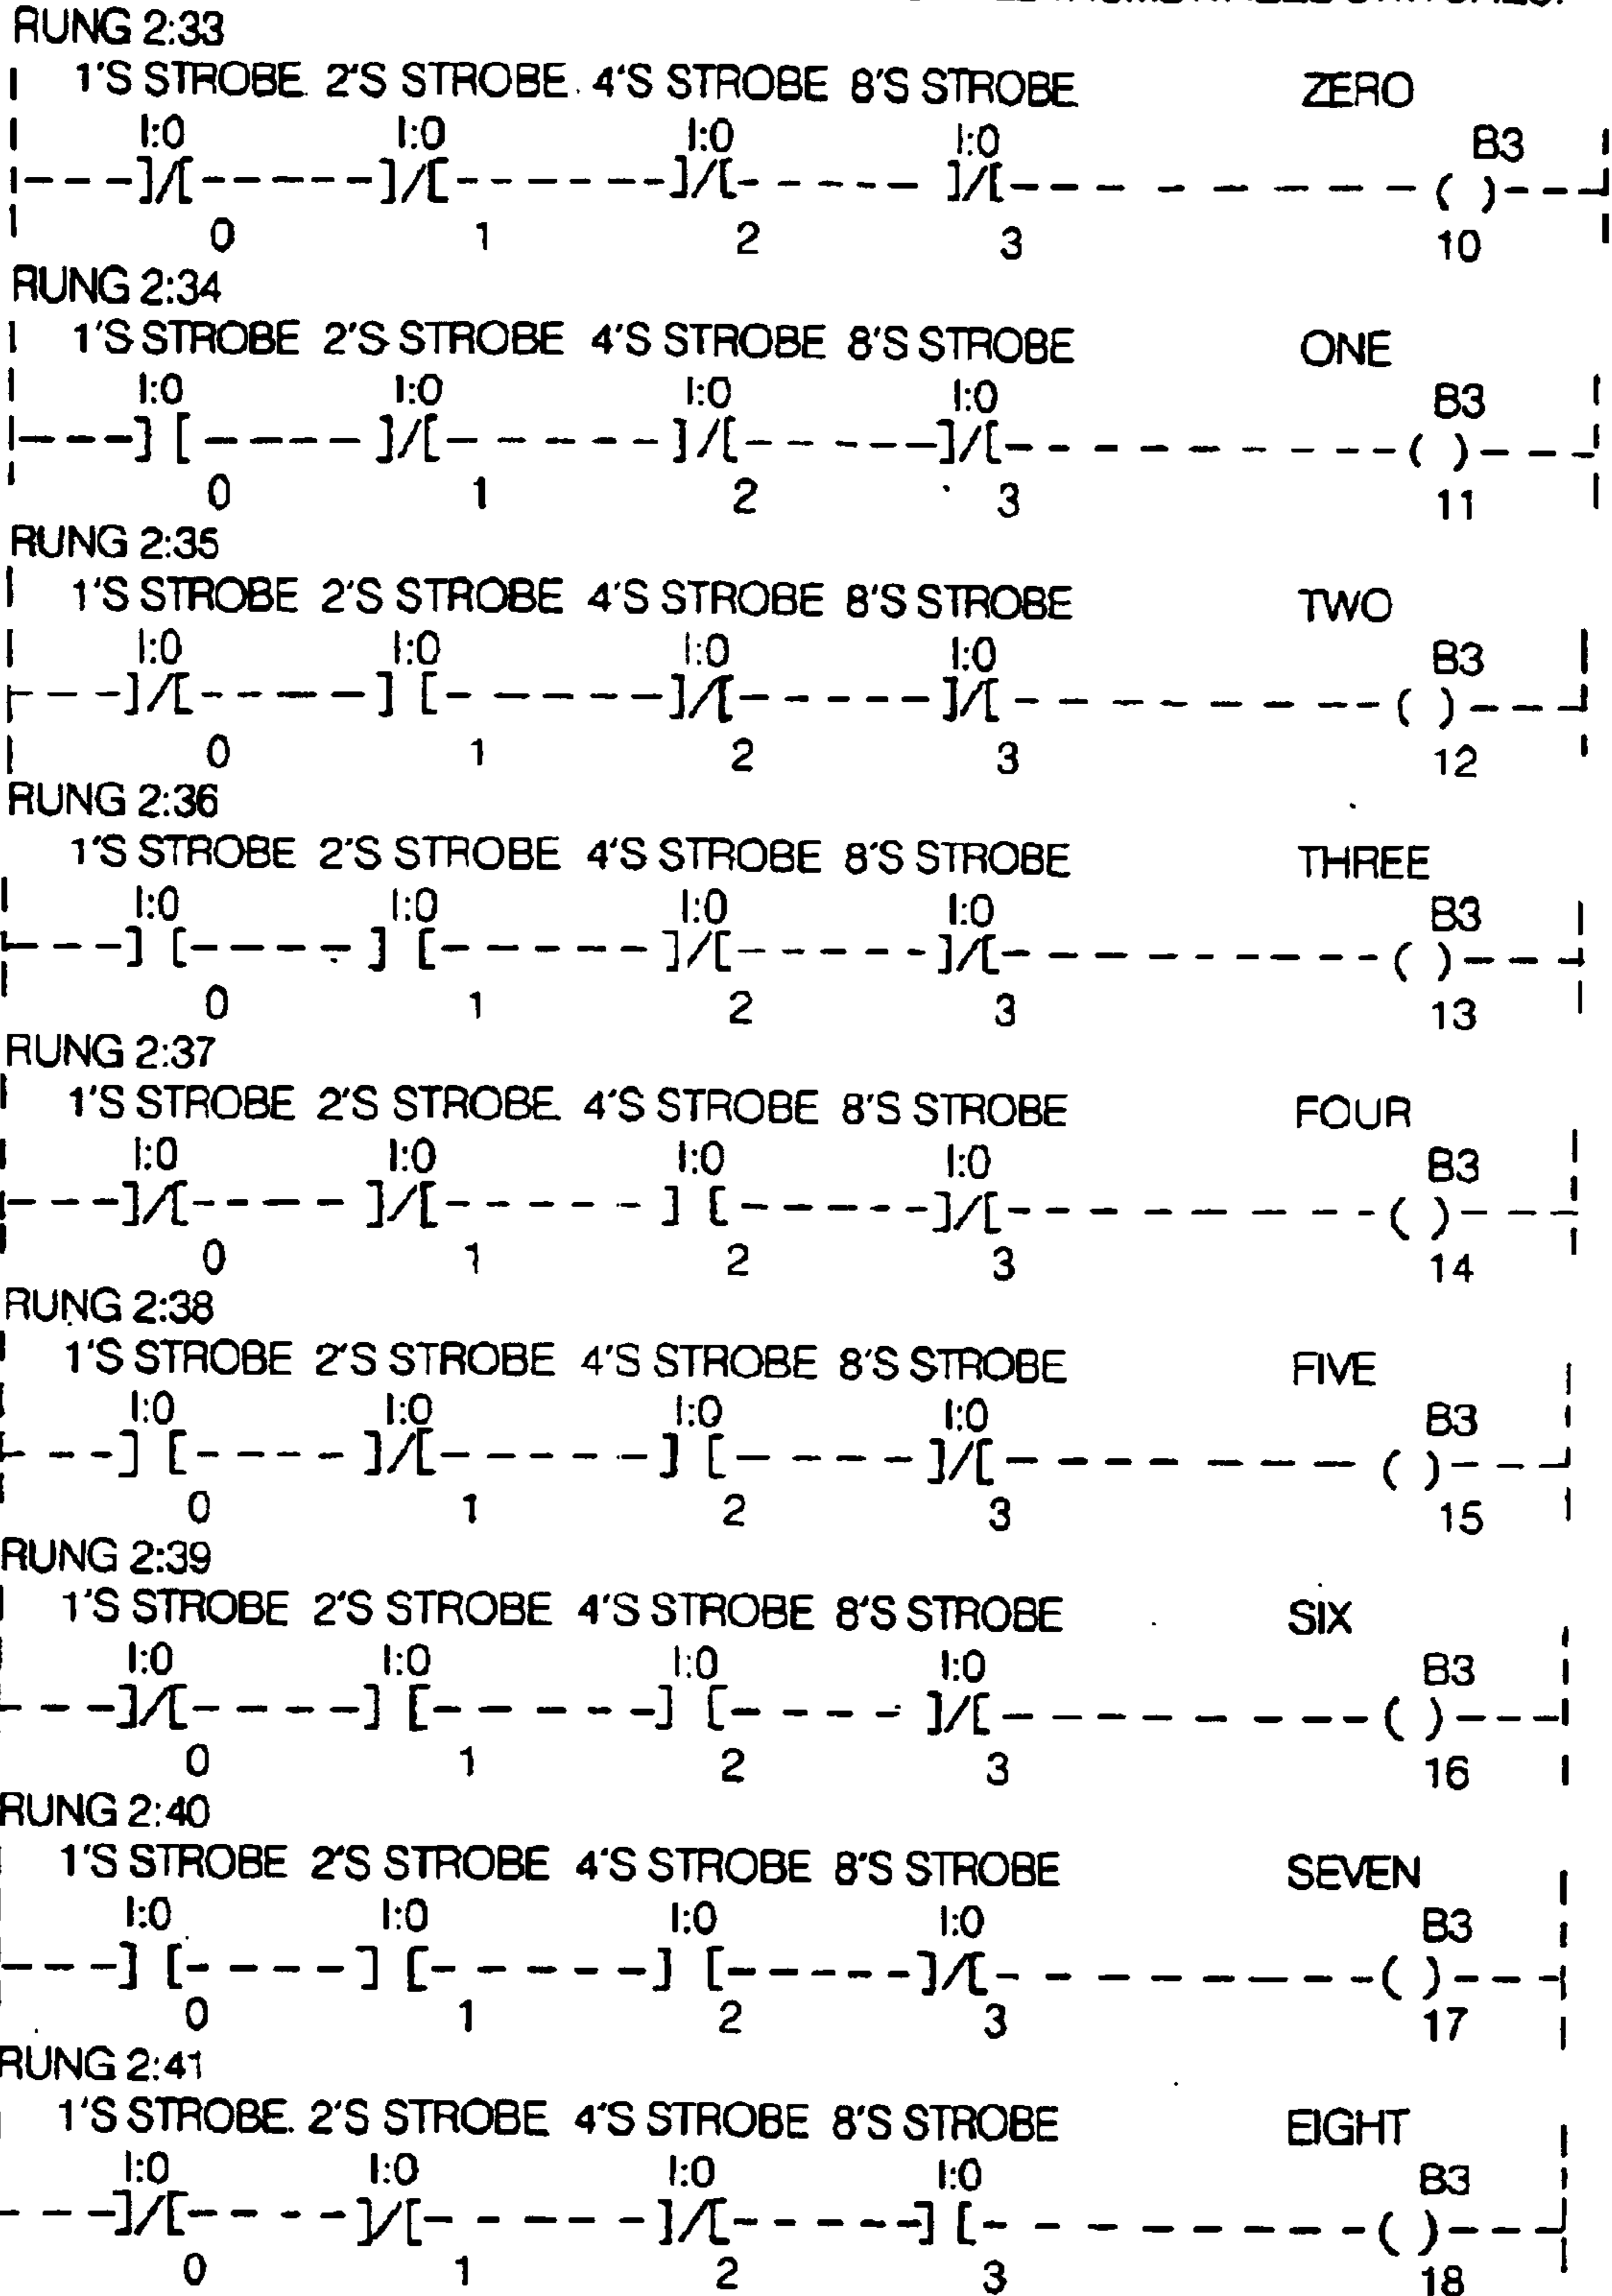 RUNG 2:33
1'S STROBE 2'S STROBE 4'S STROBE 8'S STROBE ZERO
I:0 I:0 I:0 I:0 B3
|---]/[-----]/[-------]/[----- ]/[-- - - - - - -( )---|
0 1 2 3 10
RUNG 2:34
1'S STROBE 2'S STROBE 4'S STROBE 8'S STROBE ONE
I:0 I:0 I:0 I:0 B3
|---] [---- ]/[------]/[------]/[-- - - - - - - ---( )---|
0 1 2 3 11
RUNG 2:35
1'S STROBE 2'S STROBE 4'S STROBE 8'S STROBE TWO
I:0 I:0 I:0 I:0 B3
|---]/[-----] [------]/[-----]/[- - - - - - - - ---( )---|
0 1 2 3 12
RUNG 2:36
1'S STROBE 2'S STROBE 4'S STROBE 8'S STROBE THREE
I:0 I:0 I:0 I:0 B3
|---] [-----] [------]/[-----]/[-- - - - ------( )---|
0 1 2 3 13
RUNG 2:37
1'S STROBE 2'S STROBE 4'S STROBE 8'S STROBE FOUR
I:0 I:0 I:0 I:0 B3
|---]/[---- ]/[------ ] [-----]/[--- - - - - - --( )---|
0 1 2 3 14
RUNG 2:38
1'S STROBE 2'S STROBE 4'S STROBE 8'S STROBE FIVE
I:0 I:0 I:0 I:0 B3
|---] [---- ]/[------] [---- ]/[----- - - - --- ( )---|
0 1 2 3 15
RUNG 2:39
1'S STROBE 2'S STROBE 4'S STROBE 8'S STROBE SIX
I:0 I:0 I:0 I:0 B3
---]/[----] [------] [---- ]/[----- - - - ---( )---|
0 1 2 3 16
RUNG 2:40
1'S STROBE 2'S STROBE 4'S STROBE 8'S STROBE SEVEN
I:0 I:0 I:0 I:0 B3
---] [-----] [-----] [-----]/[- - - - ------( )---|
0 1 2 3 17
RUNG 2:41
1'S STROBE 2'S STROBE 4'S STROBE 8'S STROBE EIGHT
I:0 I:0 I:0 I:0 B3
---]/[-----]/[------]/[-----] [- - - - - - ----( )---|
0 1 2 3 18